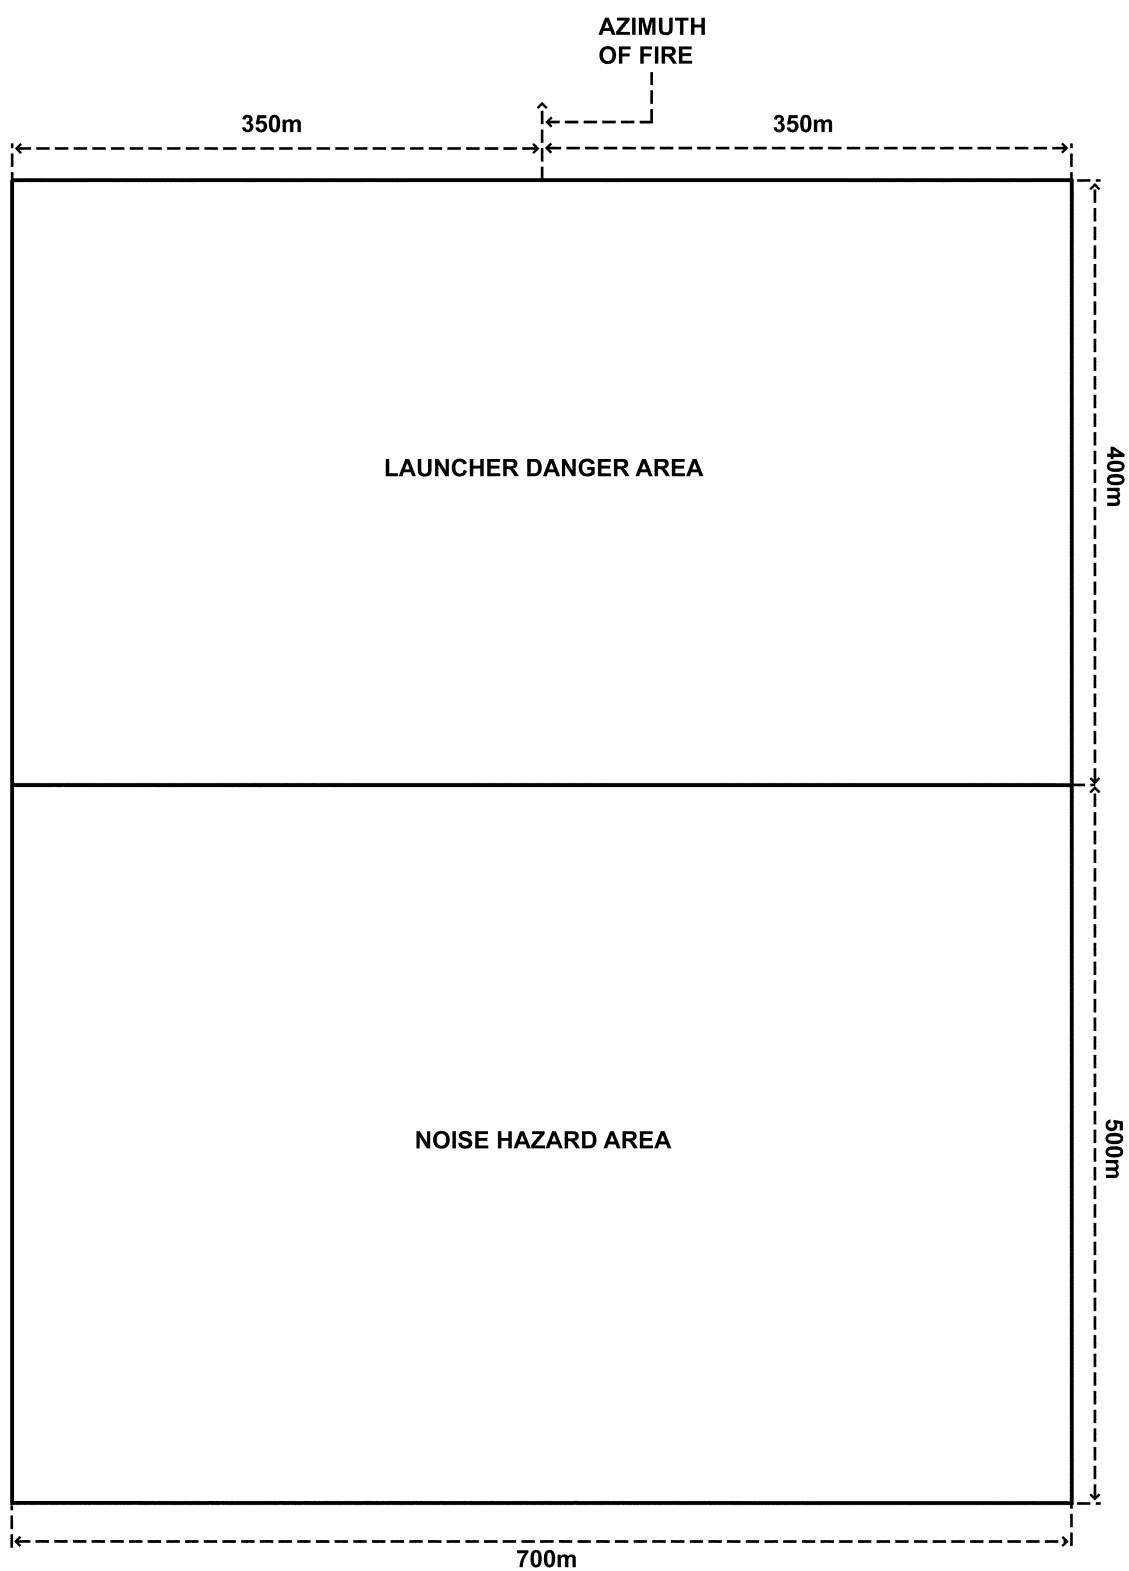 AZIMUTH
OF FIRE
350m
350m
LAUNCHER DANGER AREA
400m
NOISE HAZARD AREA
500m
700m